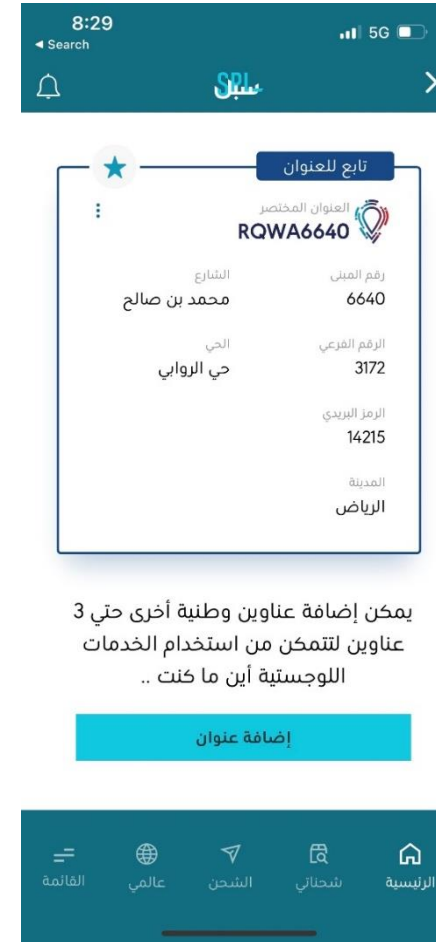 8:29
5G
◄ Search
سبل SPL
تابع للعنوان
العنوان المختصر
RQWA6640
رقم المبنى
الشارع
6640
محمد بن صالح
الرقم الفرعي
الحي
3172
حي الروابي
الرمز البريدي
14215
المدينة
الرياض
يمكن إضافة عناوين وطنية أخرى حتي 3
عناوين لتتمكن من استخدام الخدمات
اللوجستية أين ما كنت ..
إضافة عنوان
الرئيسية
شحناتي
الشحن
عالمي
القائمة